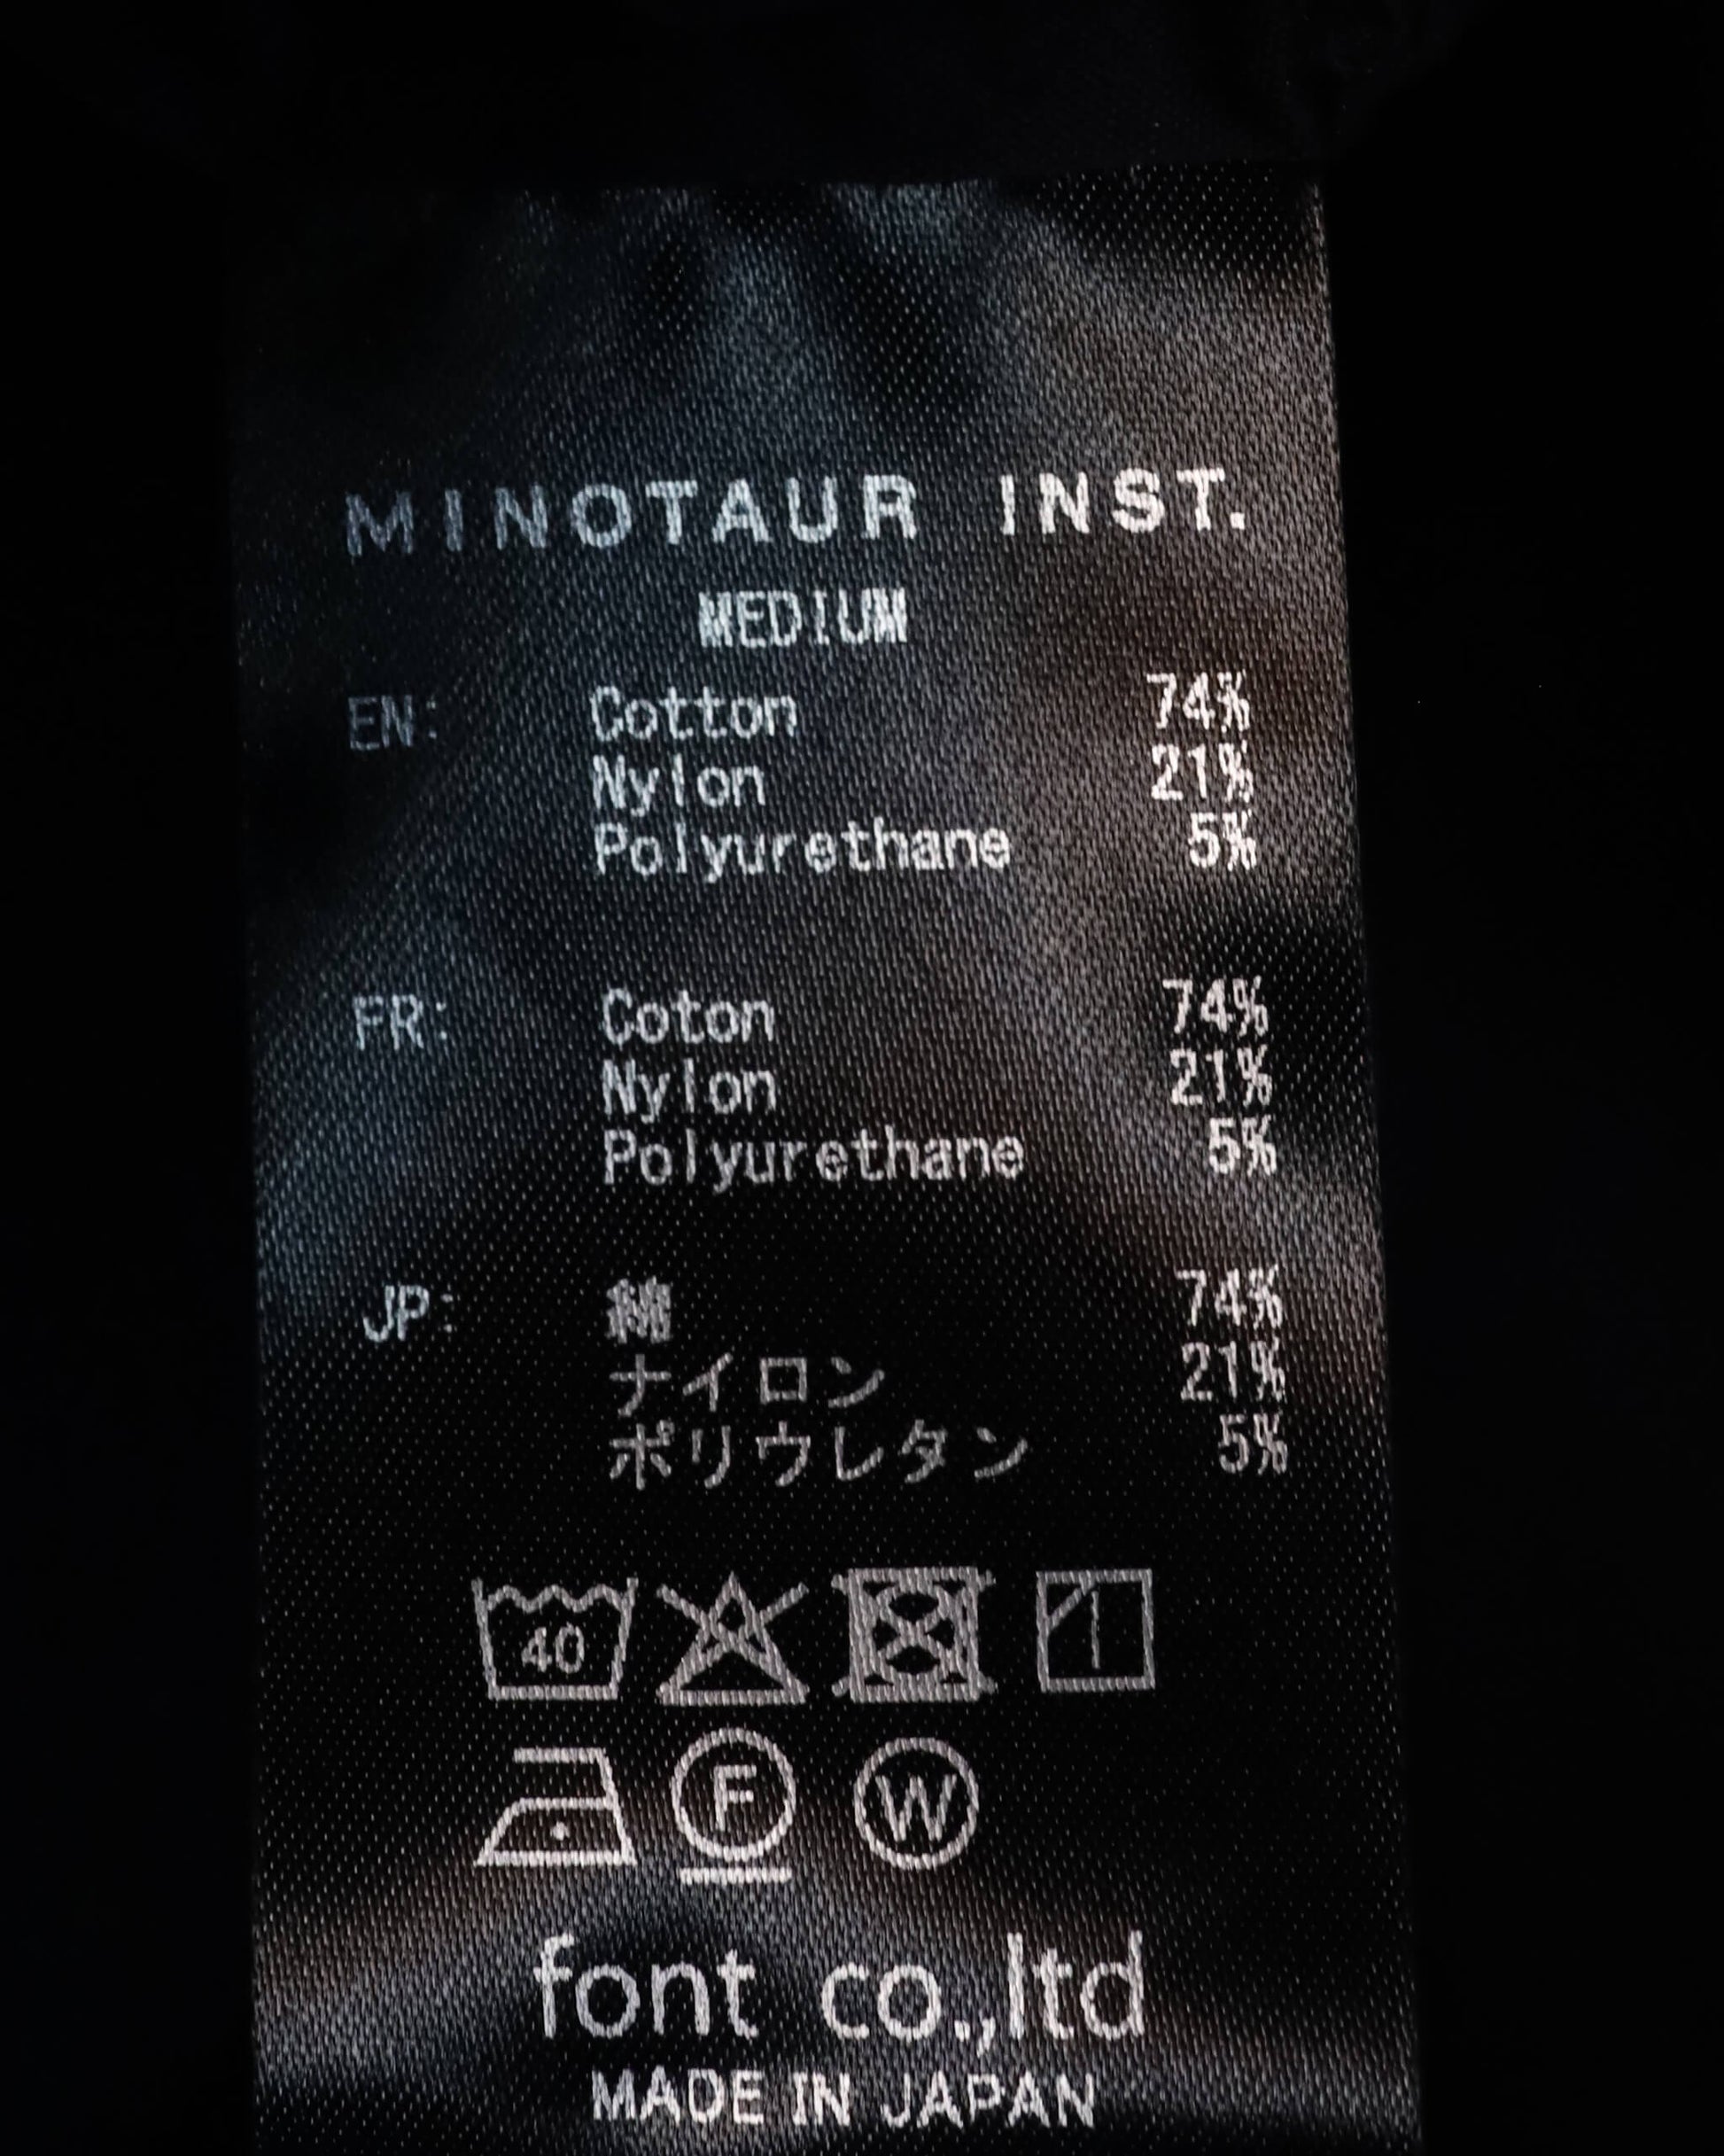 MINOTAUR INST.
MEDIUM
EN: Cotton 74%
Nylon 21%
Polyurethane 5%
FR: Coton 74%
Nylon 21%
Polyurethane 5%
JP: 綿 74%
ナイロン 21%
ポリウレタン 5%
40
F W
font co.,ltd
MADE IN JAPAN